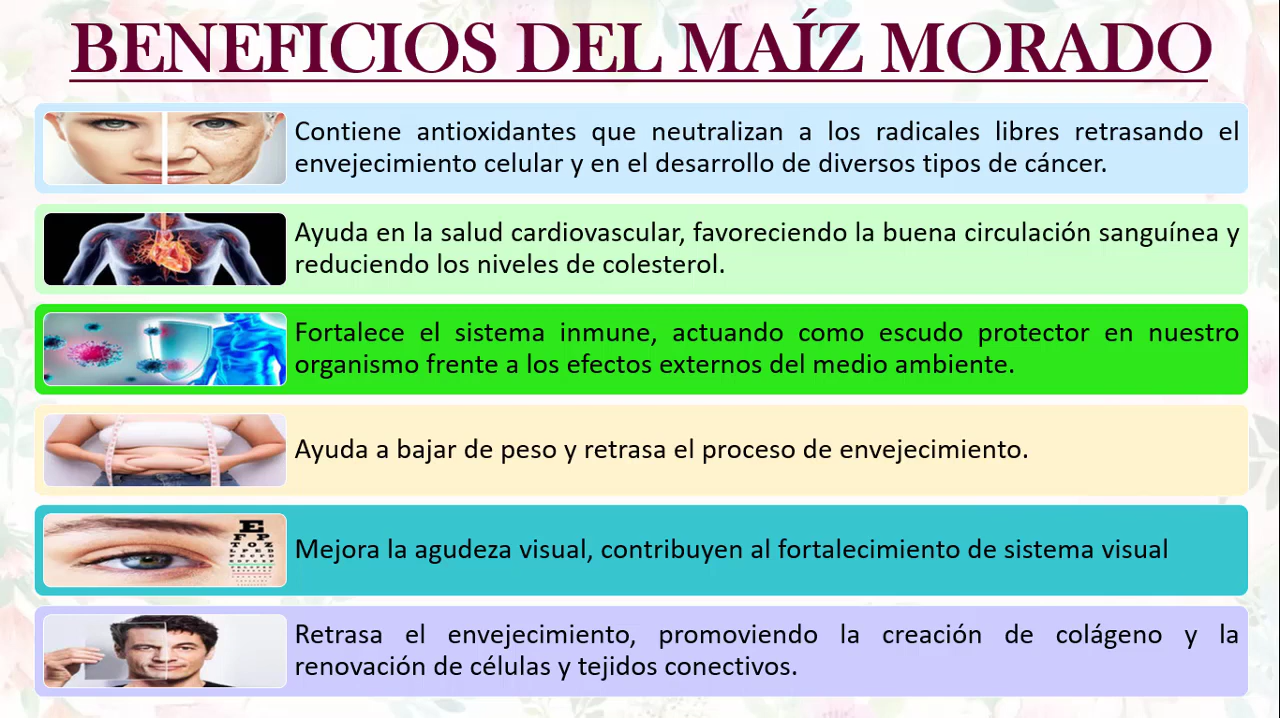 BENEFICIOS DEL MAÍZ MORADO
Contiene antioxidantes que neutralizan a los radicales libres retrasando el
envejecimiento celular y en el desarrollo de diversos tipos de cáncer.
Ayuda en la salud cardiovascular, favoreciendo la buena circulación sanguínea y
reduciendo los niveles de colesterol.
Fortalece el sistema inmune, actuando como escudo protector en nuestro
organismo frente a los efectos externos del medio ambiente.
Ayuda a bajar de peso y retrasa el proceso de envejecimiento.
E
F P
T O Z
L P E D
Mejora la agudeza visual, contribuyen al fortalecimiento de sistema visual
Retrasa el envejecimiento, promoviendo la creación de colágeno y la
renovación de células y tejidos conectivos.